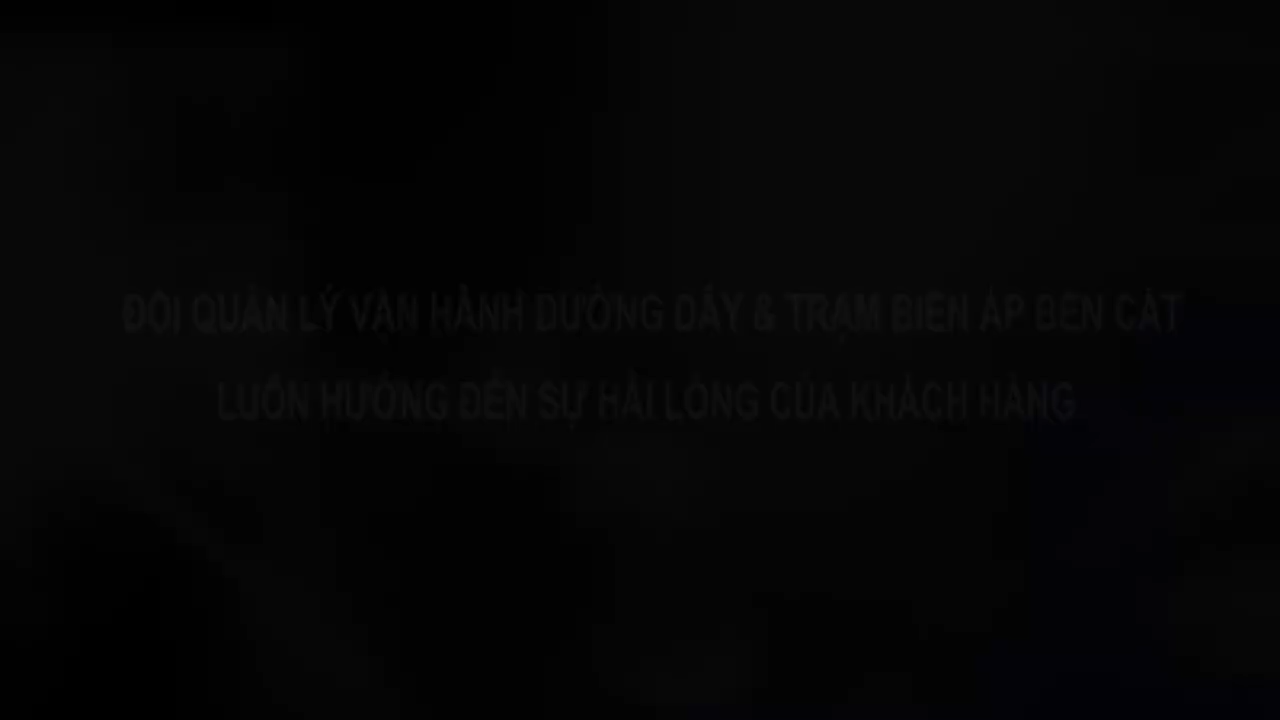 ĐỘI QUẢN LÝ VẬN HÀNH ĐƯỜNG DÂY & TRẠM BIẾN ÁP BẾN CÁT
LUÔN HƯỚNG ĐẾN SỰ HÀI LÒNG CỦA KHÁCH HÀNG